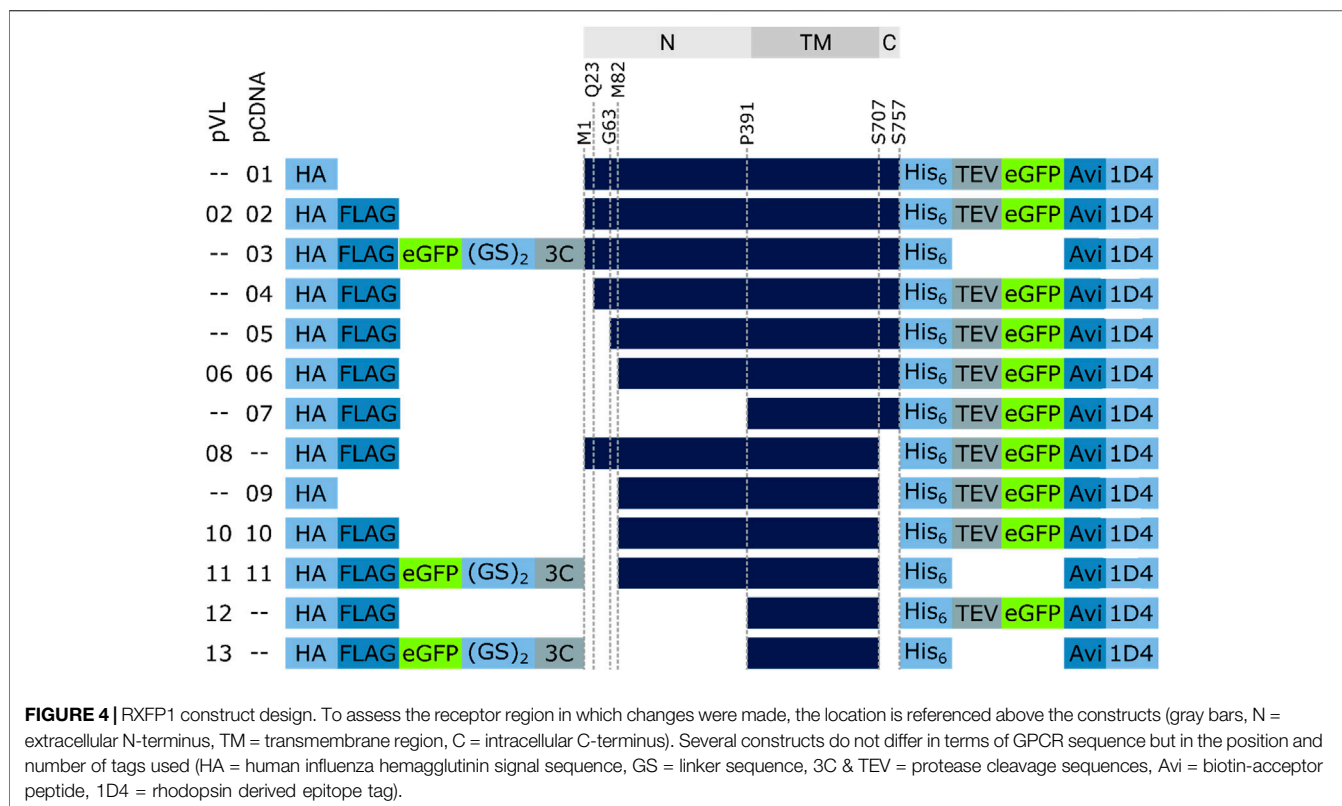 N TM C
pVL pCDNA M1 Q23 G63 M82 P391 S707 S757
-- 01 HA His₆ TEV eGFP Avi 1D4
02 02 HA FLAG His₆ TEV eGFP Avi 1D4
-- 03 HA FLAG eGFP (GS)₂ 3C His₆ Avi 1D4
-- 04 HA FLAG His₆ TEV eGFP Avi 1D4
-- 05 HA FLAG His₆ TEV eGFP Avi 1D4
06 06 HA FLAG His₆ TEV eGFP Avi 1D4
-- 07 HA FLAG His₆ TEV eGFP Avi 1D4
08 -- HA FLAG His₆ TEV eGFP Avi 1D4
-- 09 HA His₆ TEV eGFP Avi 1D4
10 10 HA FLAG His₆ TEV eGFP Avi 1D4
11 11 HA FLAG eGFP (GS)₂ 3C His₆ Avi 1D4
12 -- HA FLAG His₆ TEV eGFP Avi 1D4
13 -- HA FLAG eGFP (GS)₂ 3C His₆ Avi 1D4
FIGURE 4 | RXFP1 construct design. To assess the receptor region in which changes were made, the location is referenced above the constructs (gray bars, N =
extracellular N-terminus, TM = transmembrane region, C = intracellular C-terminus). Several constructs do not differ in terms of GPCR sequence but in the position and
number of tags used (HA = human influenza hemagglutinin signal sequence, GS = linker sequence, 3C & TEV = protease cleavage sequences, Avi = biotin-acceptor
peptide, 1D4 = rhodopsin derived epitope tag).